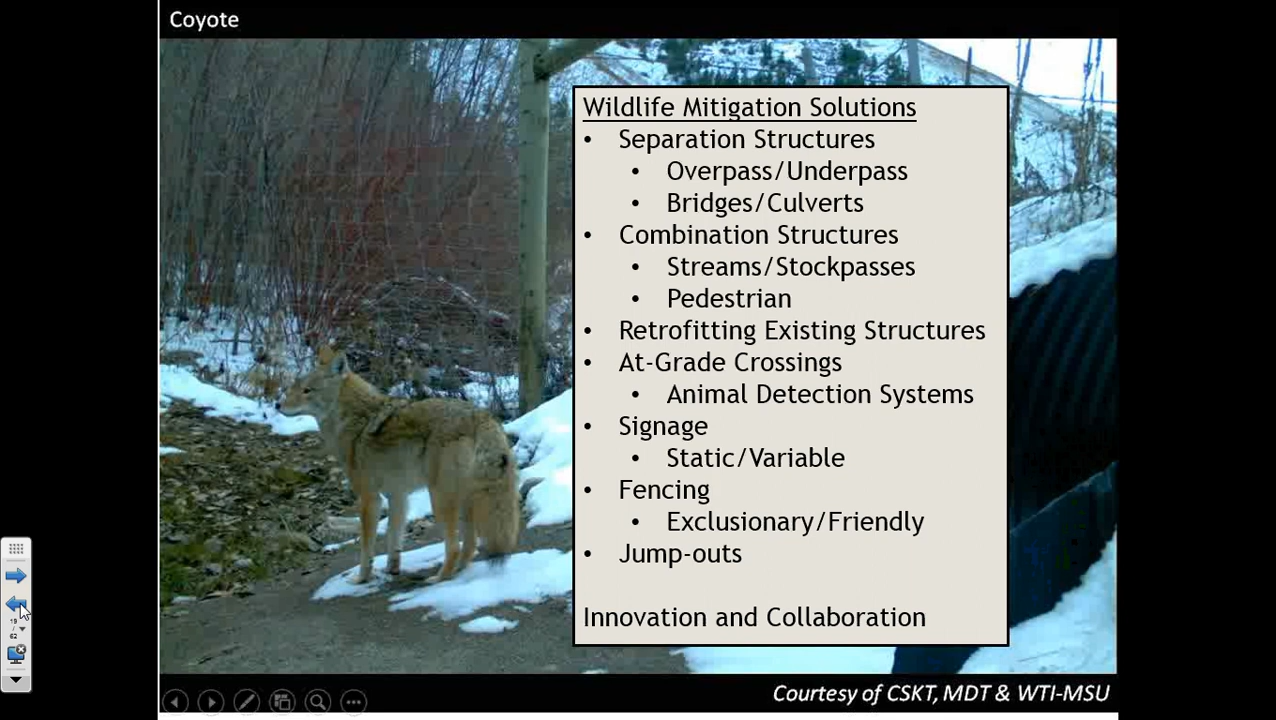 Coyote
Wildlife Mitigation Solutions
• Separation Structures
• Overpass/Underpass
• Bridges/Culverts
• Combination Structures
• Streams/Stockpasses
• Pedestrian
• Retrofitting Existing Structures
• At-Grade Crossings
• Animal Detection Systems
• Signage
• Static/Variable
• Fencing
• Exclusionary/Friendly
• Jump-outs
Innovation and Collaboration
19
/
62
Courtesy of CSKT, MDT & WTI-MSU